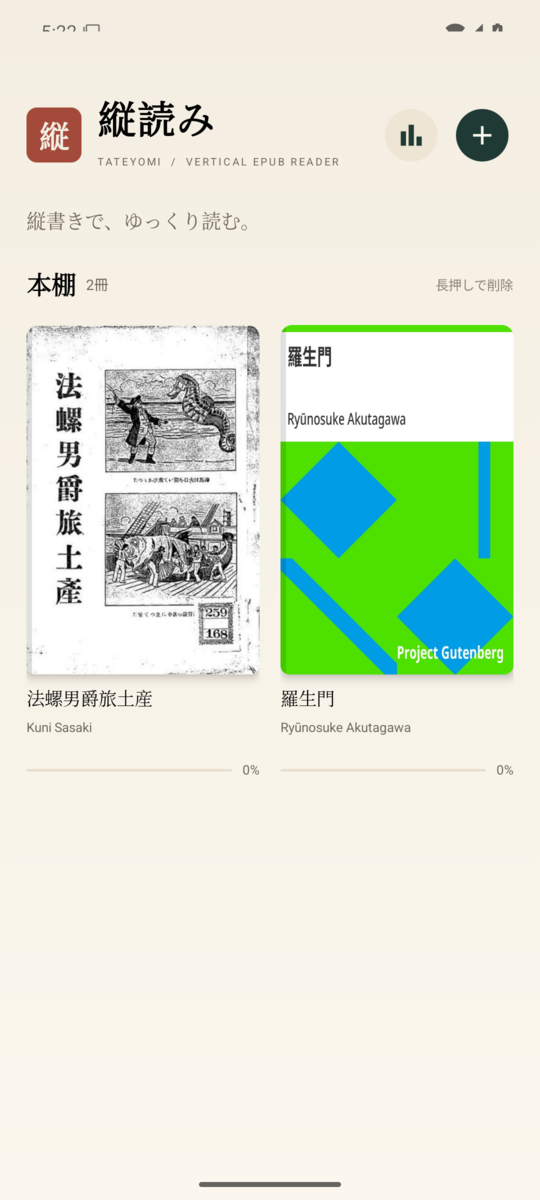 縦
縦読み
TATEYOMI / VERTICAL EPUB READER
縦書きで、ゆっくり読む。
本棚 2冊
長押しで削除
法螺男爵旅土產
259
168
羅生門
Ryūnosuke Akutagawa
Project Gutenberg
法螺男爵旅土産
Kuni Sasaki
0%
羅生門
Ryūnosuke Akutagawa
0%